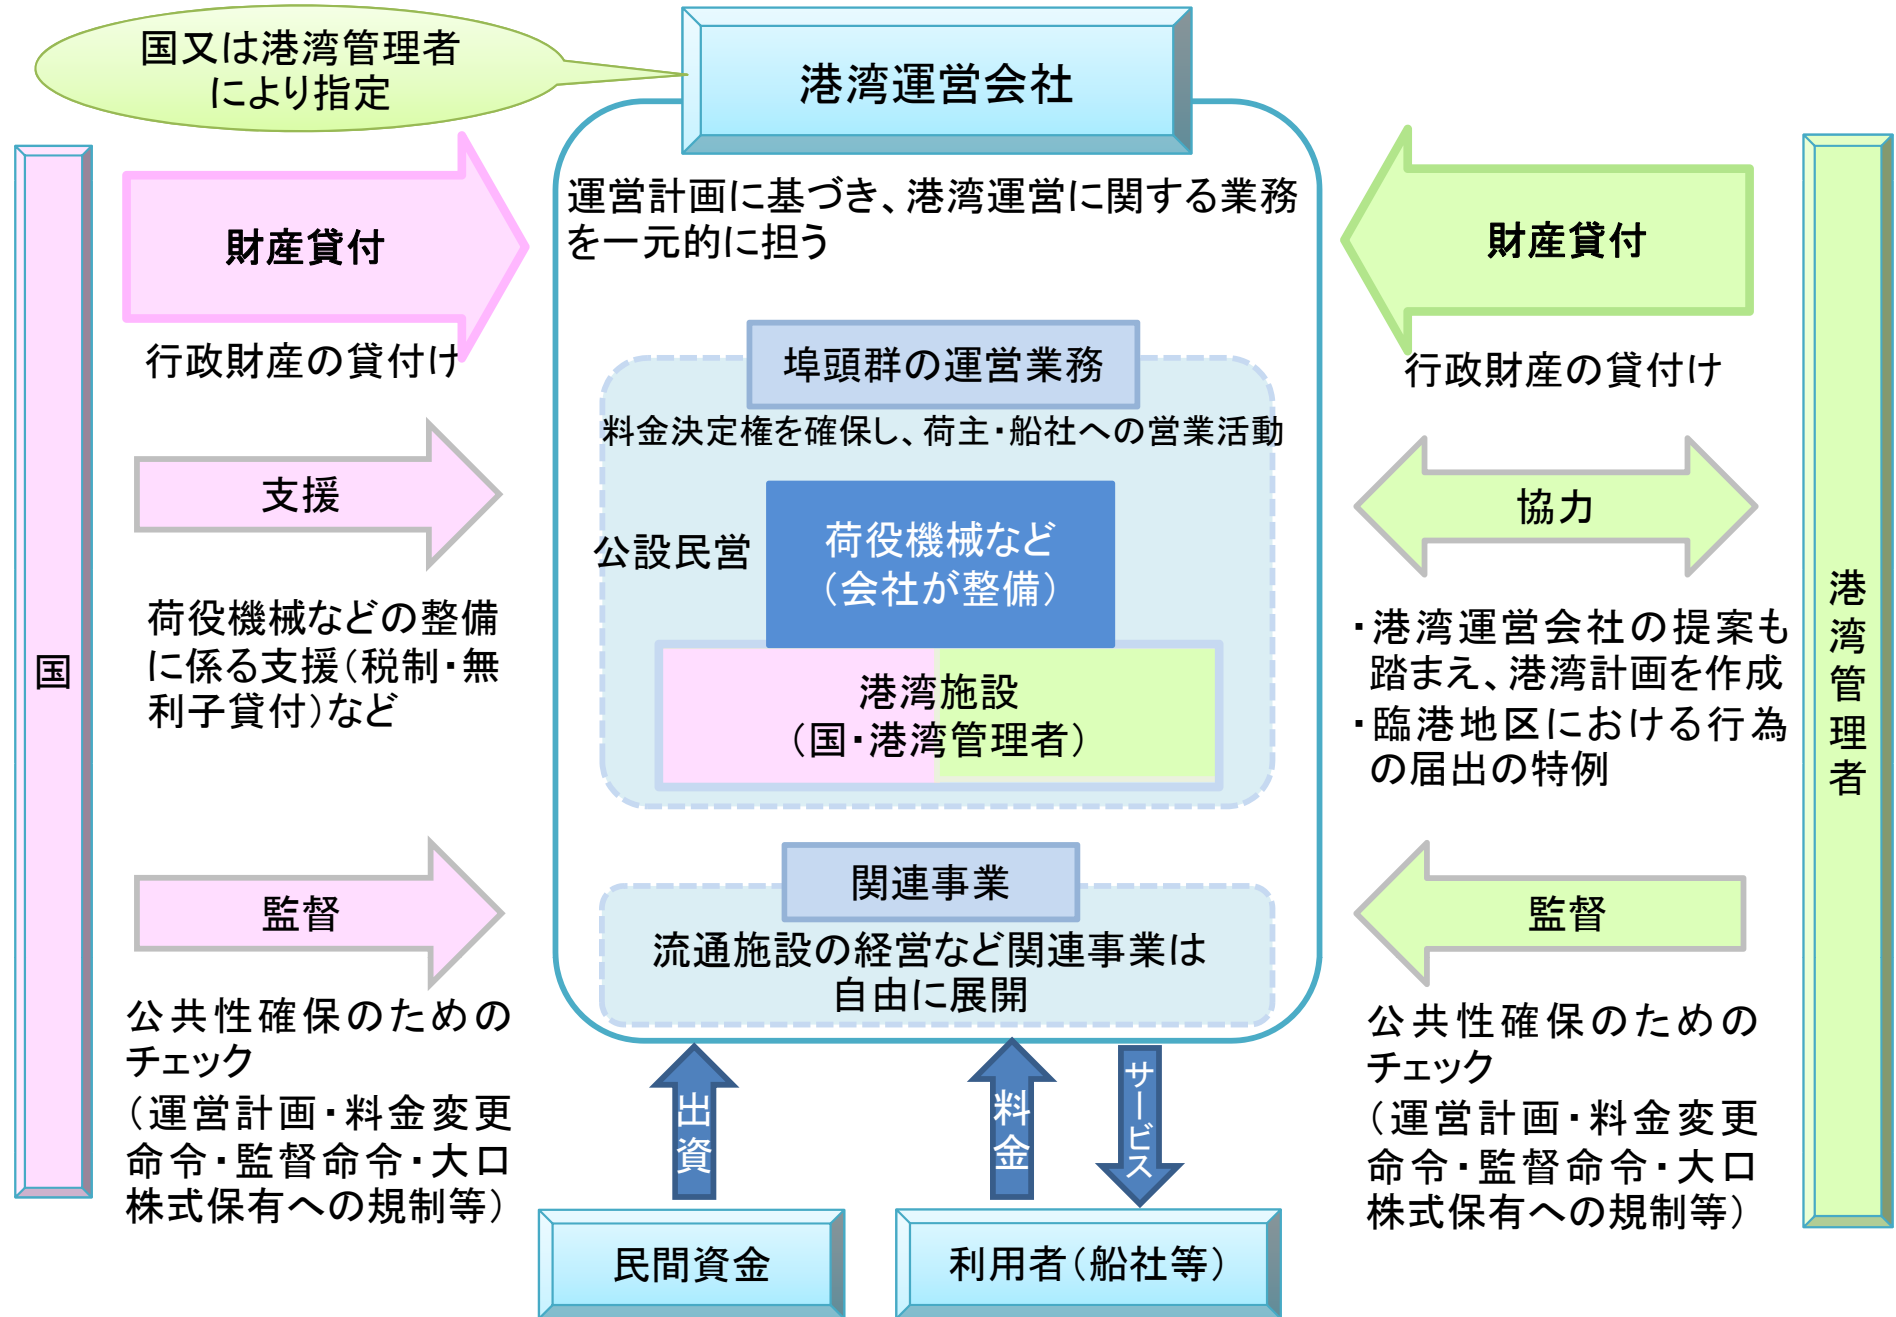 国又は港湾管理者
により指定
港湾運営会社
運営計画に基づき、港湾運営に関する業務
を一元的に担う
国
財産貸付
行政財産の貸付け
支援
荷役機械などの整備
に係る支援(税制・無
利子貸付)など
監督
公共性確保のための
チェック
(運営計画・料金変更
命令・監督命令・大口
株式保有への規制等)
埠頭群の運営業務
料金決定権を確保し、荷主・船社への営業活動
公設民営
荷役機械など
(会社が整備)
港湾施設
(国・港湾管理者)
関連事業
流通施設の経営など関連事業は
自由に展開
出資
料金
サービス
民間資金
利用者(船社等)
財産貸付
行政財産の貸付け
協力
・港湾運営会社の提案も
踏まえ、港湾計画を作成
・臨港地区における行為
の届出の特例
監督
公共性確保のための
チェック
(運営計画・料金変更
命令・監督命令・大口
株式保有への規制等)
港湾管理者